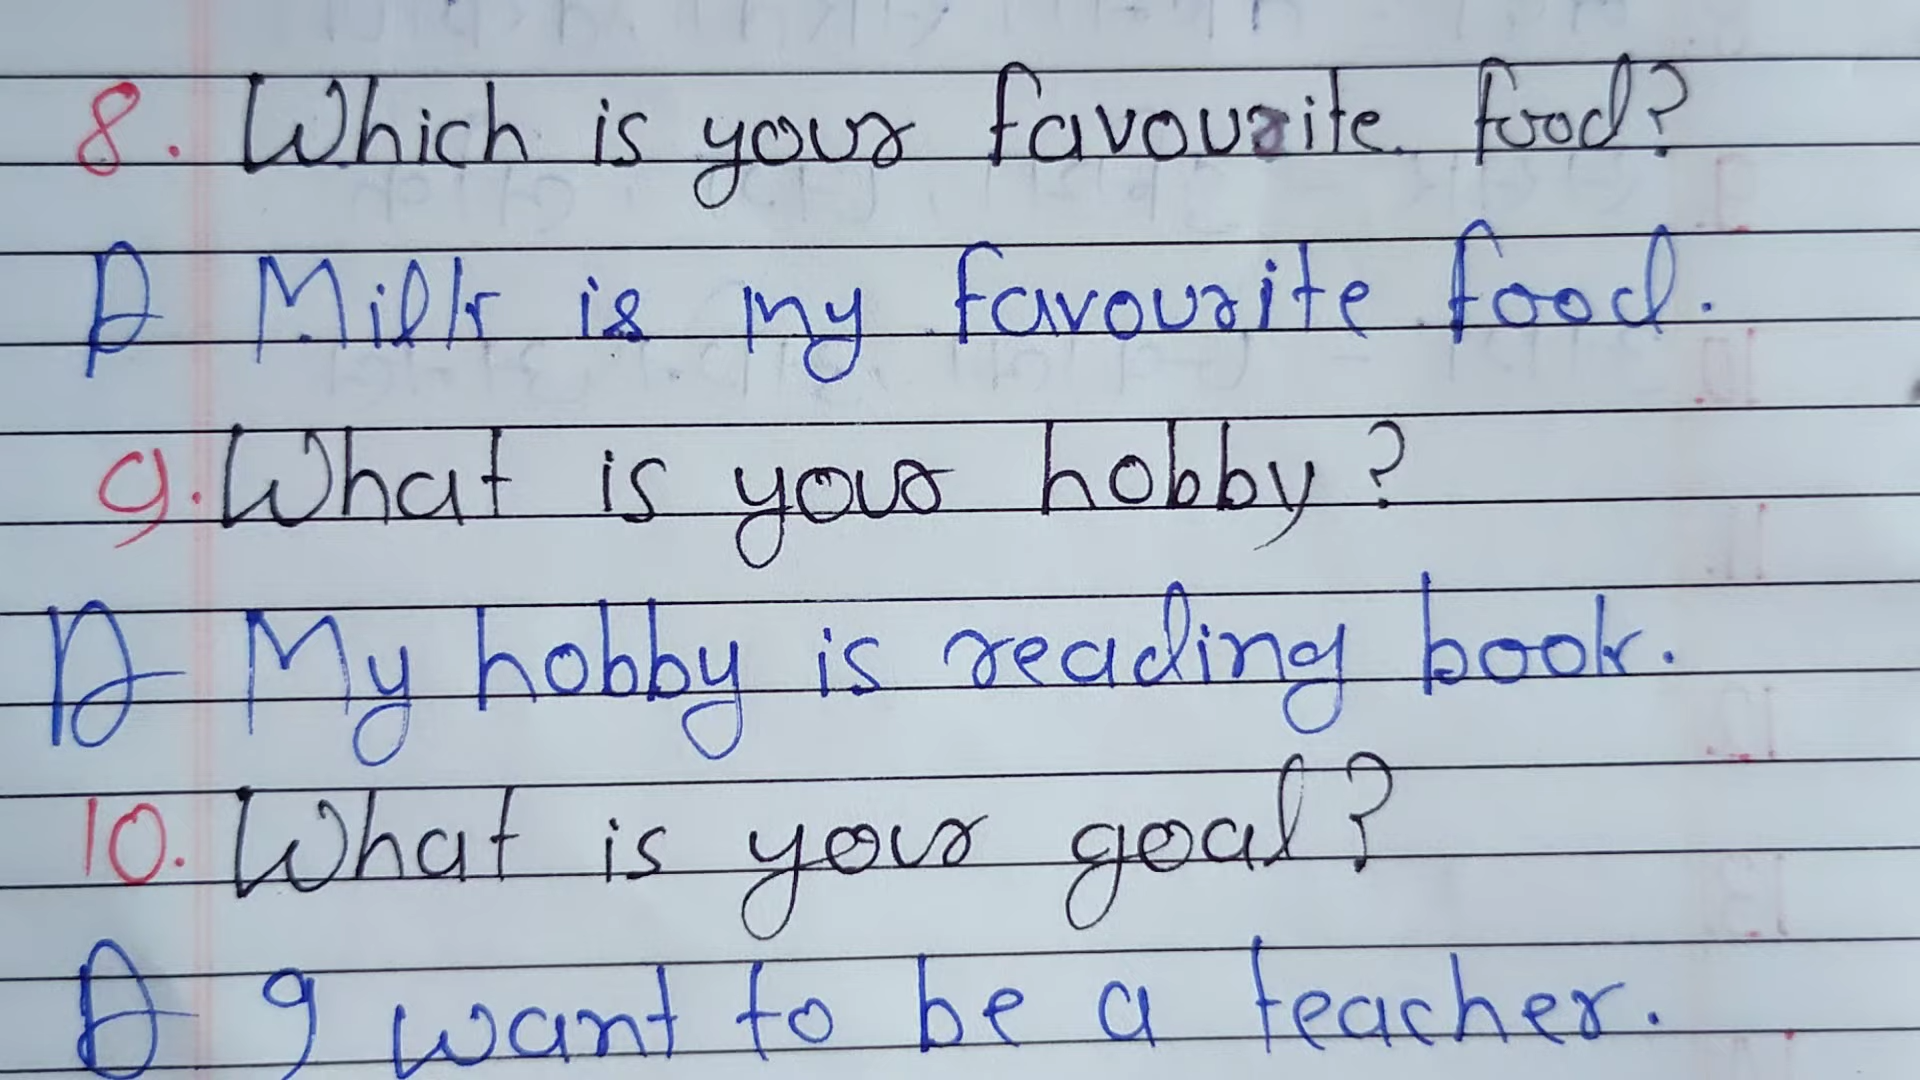 8. Which is your favourite food?
A Milk is my favourite food.
9. What is your hobby?
A My hobby is reading book.
10. What is your goal?
A I want to be a teacher.